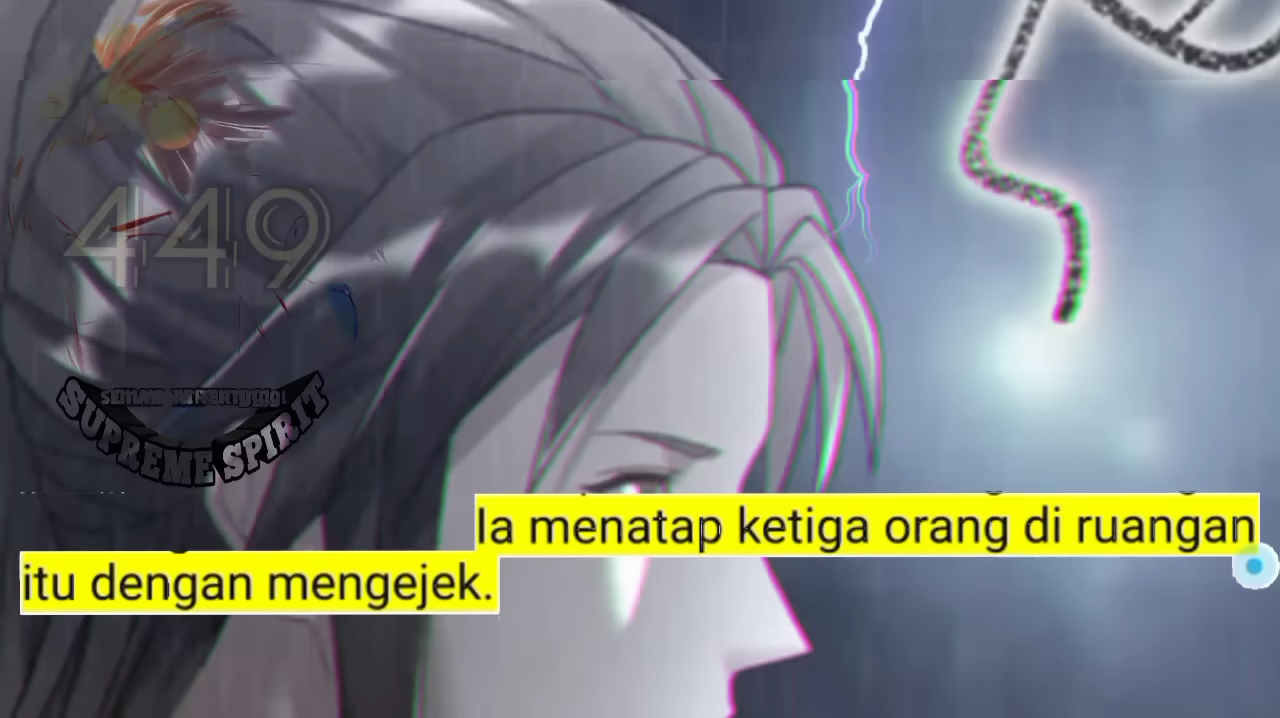 449
SUPREME SPIRIT
Ia menatap ketiga orang di ruangan
itu dengan mengejek.